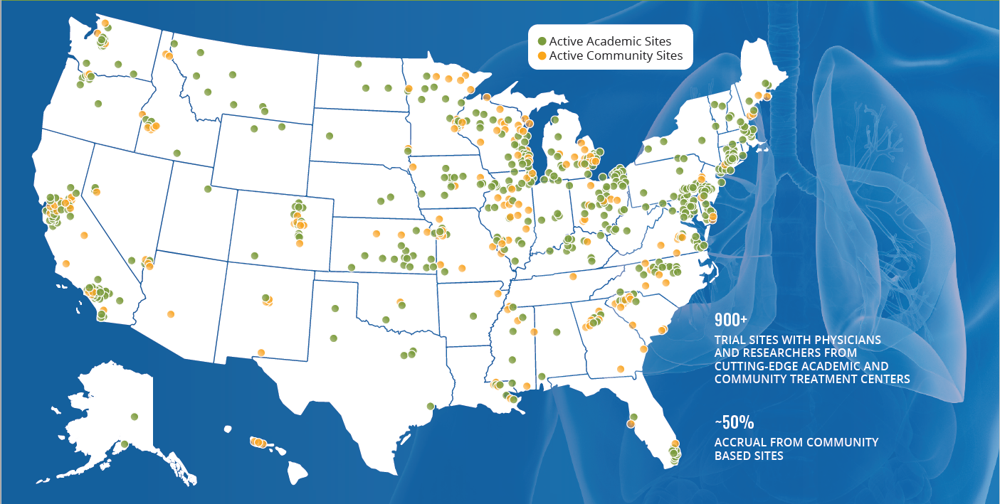 Active Academic Sites
Active Community Sites
900+
TRIAL SITES WITH PHYSICIANS
AND RESEARCHERS FROM
CUTTING-EDGE ACADEMIC AND
COMMUNITY TREATMENT CENTERS
~50%
ACCRUAL FROM COMMUNITY
BASED SITES